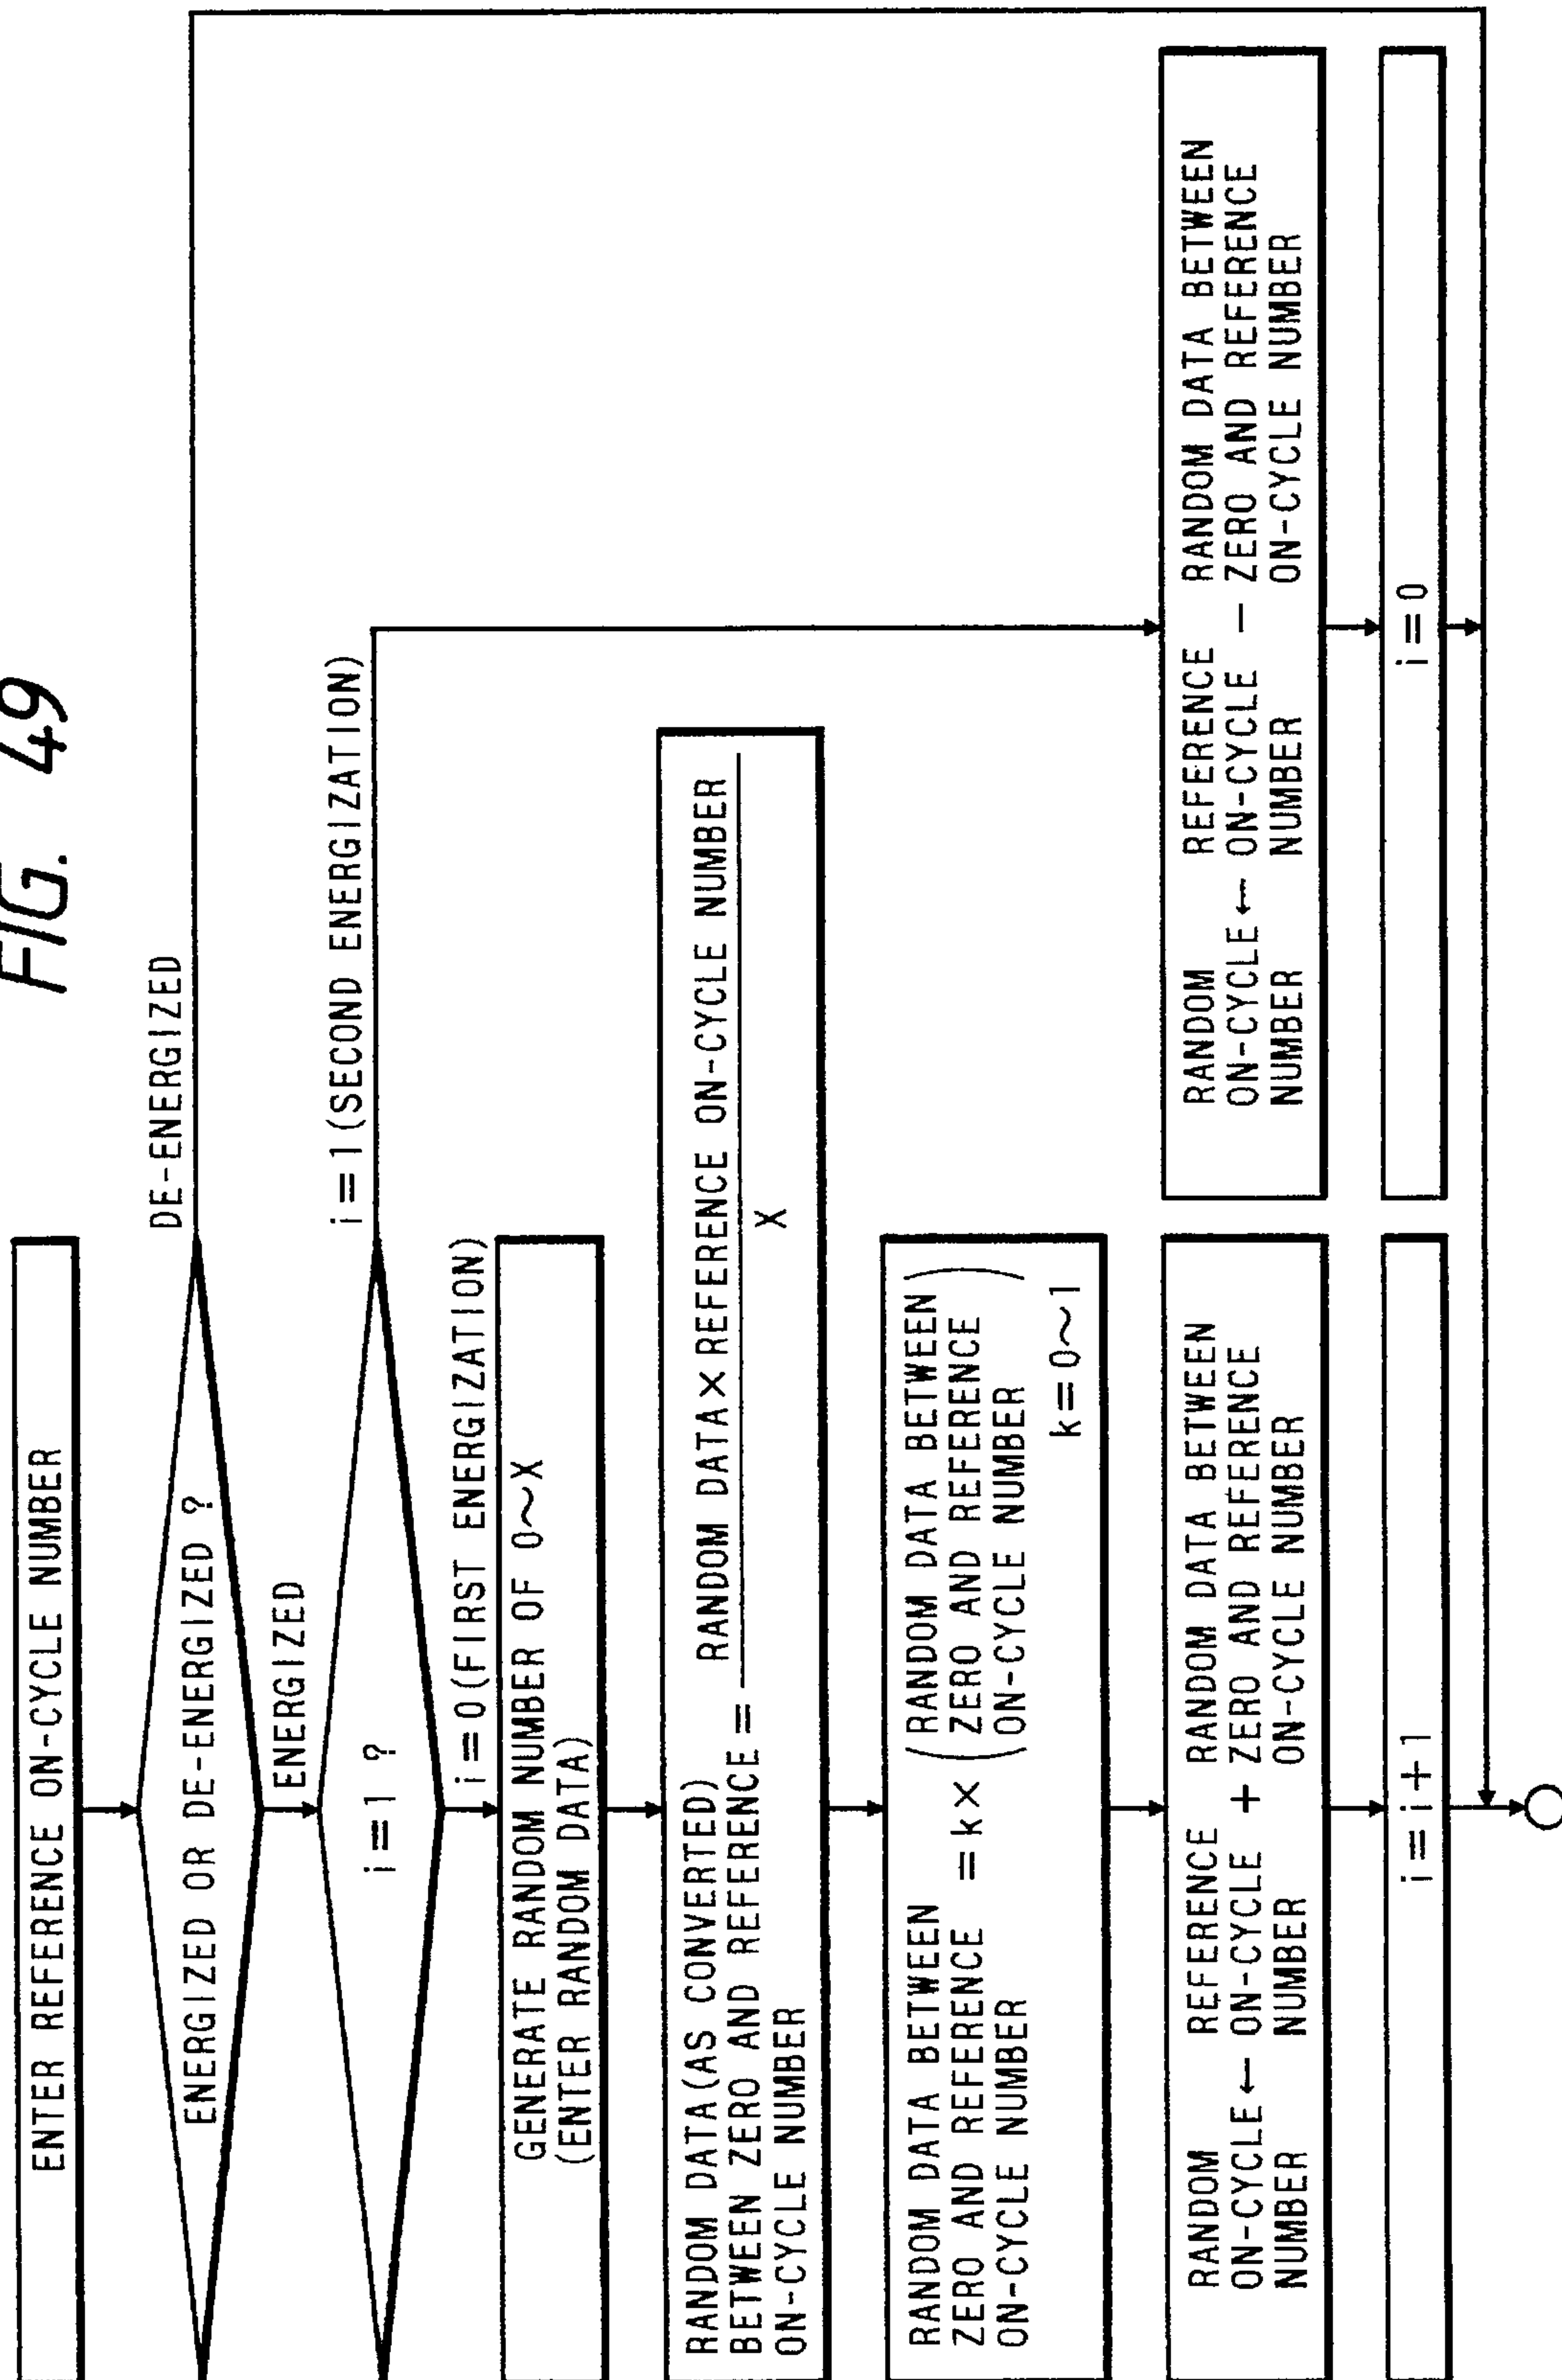 FIG. 49
ENTER REFERENCE ON-CYCLE NUMBER
ENERGIZED OR DE-ENERGIZED ?
DE-ENERGIZED
ENERGIZED
i=1 ?
i=1(SECOND ENERGIZATION)
i=0(FIRST ENERGIZATION)
GENERATE RANDOM NUMBER OF 0~X
(ENTER RANDOM DATA)
RANDOM DATA(AS CONVERTED)
BETWEEN ZERO AND REFERENCE =
ON-CYCLE NUMBER
RANDOM DATA×REFERENCE ON-CYCLE NUMBER
X
RANDOM DATA BETWEEN
ZERO AND REFERENCE
ON-CYCLE NUMBER
=k×
(RANDOM DATA BETWEEN
ZERO AND REFERENCE
ON-CYCLE NUMBER)
k=0~1
RANDOM REFERENCE RANDOM DATA BETWEEN
ON-CYCLE← ON-CYCLE + ZERO AND REFERENCE
NUMBER NUMBER ON-CYCLE NUMBER
i=i+1
RANDOM REFERENCE RANDOM DATA BETWEEN
ON-CYCLE← ON-CYCLE − ZERO AND REFERENCE
NUMBER NUMBER ON-CYCLE NUMBER
i=0